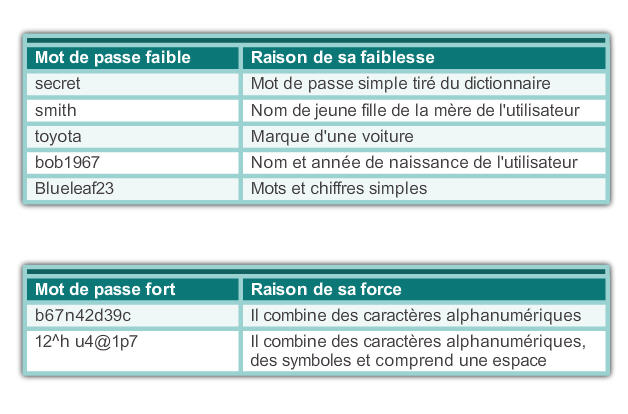 Mot de passe faible Raison de sa faiblesse
secret Mot de passe simple tiré du dictionnaire
smith Nom de jeune fille de la mère de l'utilisateur
toyota Marque d'une voiture
bob1967 Nom et année de naissance de l'utilisateur
Blueleaf23 Mots et chiffres simples
Mot de passe fort Raison de sa force
b67n42d39c Il combine des caractères alphanumériques
12^h u4@1p7 Il combine des caractères alphanumériques,
des symboles et comprend une espace